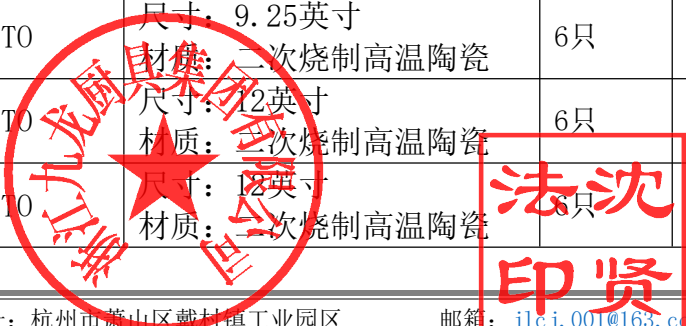 TO
尺寸：9.25英寸
材质：二次烧制高温陶瓷
6只
TO
尺寸：12英寸
材质：二次烧制高温陶瓷
6只
TO
尺寸：12英寸
材质：二次烧制高温陶瓷
6只
浙江九龙厨具集团有限公司
沈贤
法印
：杭州市萧山区戴村镇工业园区 邮箱：jlcj.001@163.co